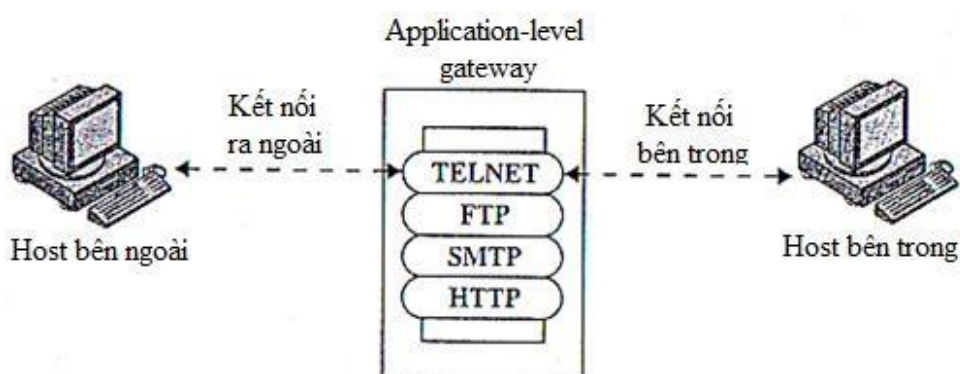 Application-level
gateway
Kết nối
ra ngoài
Kết nối
bên trong
TELNET
FTP
SMTP
HTTP
Host bên ngoài
Host bên trong